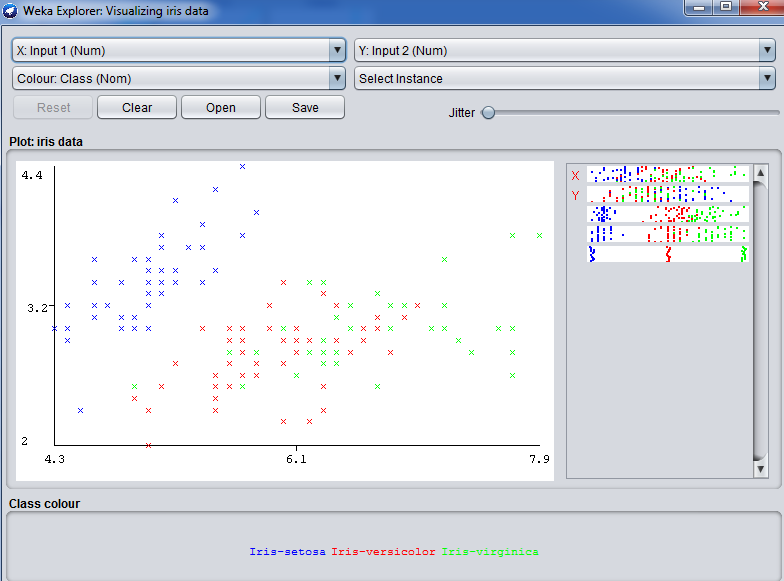 Weka Explorer: Visualizing iris data
X: Input 1 (Num) Y: Input 2 (Num)
Colour: Class (Nom) Select Instance
Reset Clear Open Save Jitter
Plot: iris data
4.4
3.2
2
4.3 6.1 7.9
X
Y
Class colour
Iris-setosa Iris-versicolor Iris-virginica